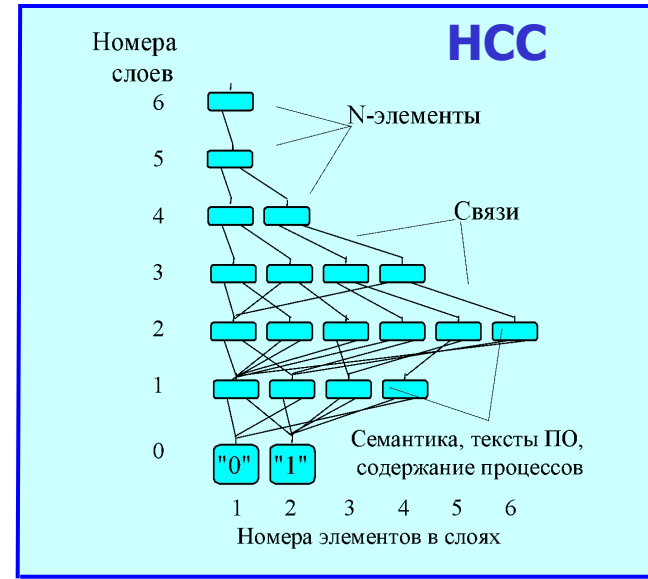 НСС
Номера
слоев
6
N-элементы
5
4
Связи
3
2
1
Семантика, тексты ПО,
содержание процессов
0
"0" "1"
1 2 3 4 5 6
Номера элементов в слоях